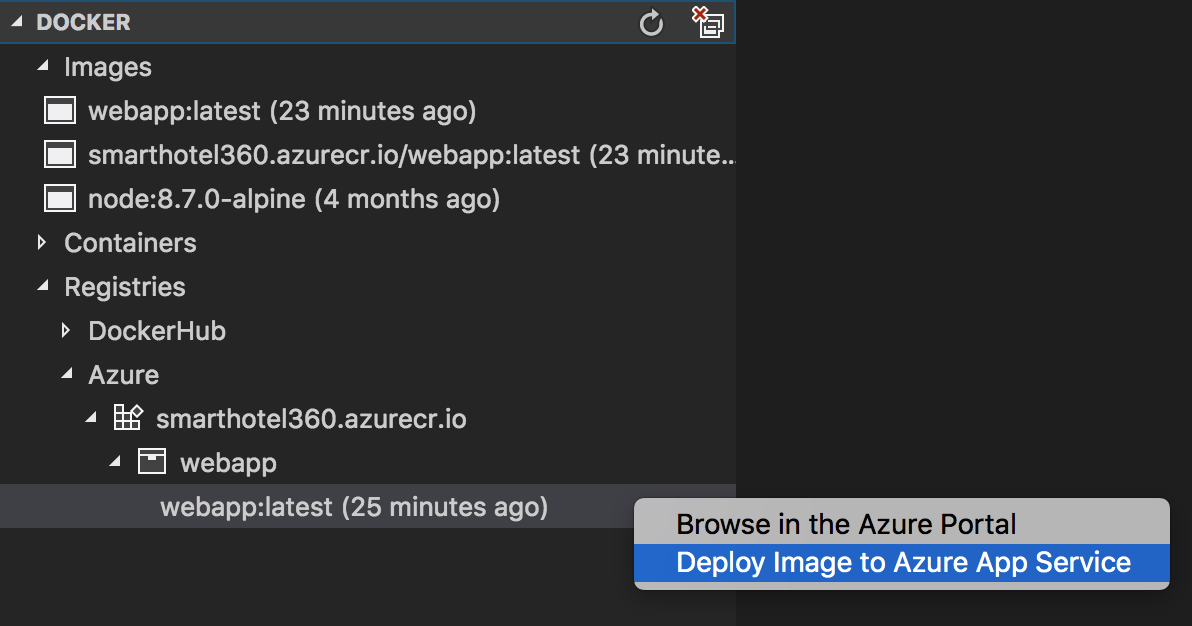 DOCKER
Images
webapp:latest (23 minutes ago)
smarthotel360.azurecr.io/webapp:latest (23 minute...
node:8.7.0-alpine (4 months ago)
Containers
Registries
DockerHub
Azure
smarthotel360.azurecr.io
webapp
webapp:latest (25 minutes ago)
Browse in the Azure Portal
Deploy Image to Azure App Service